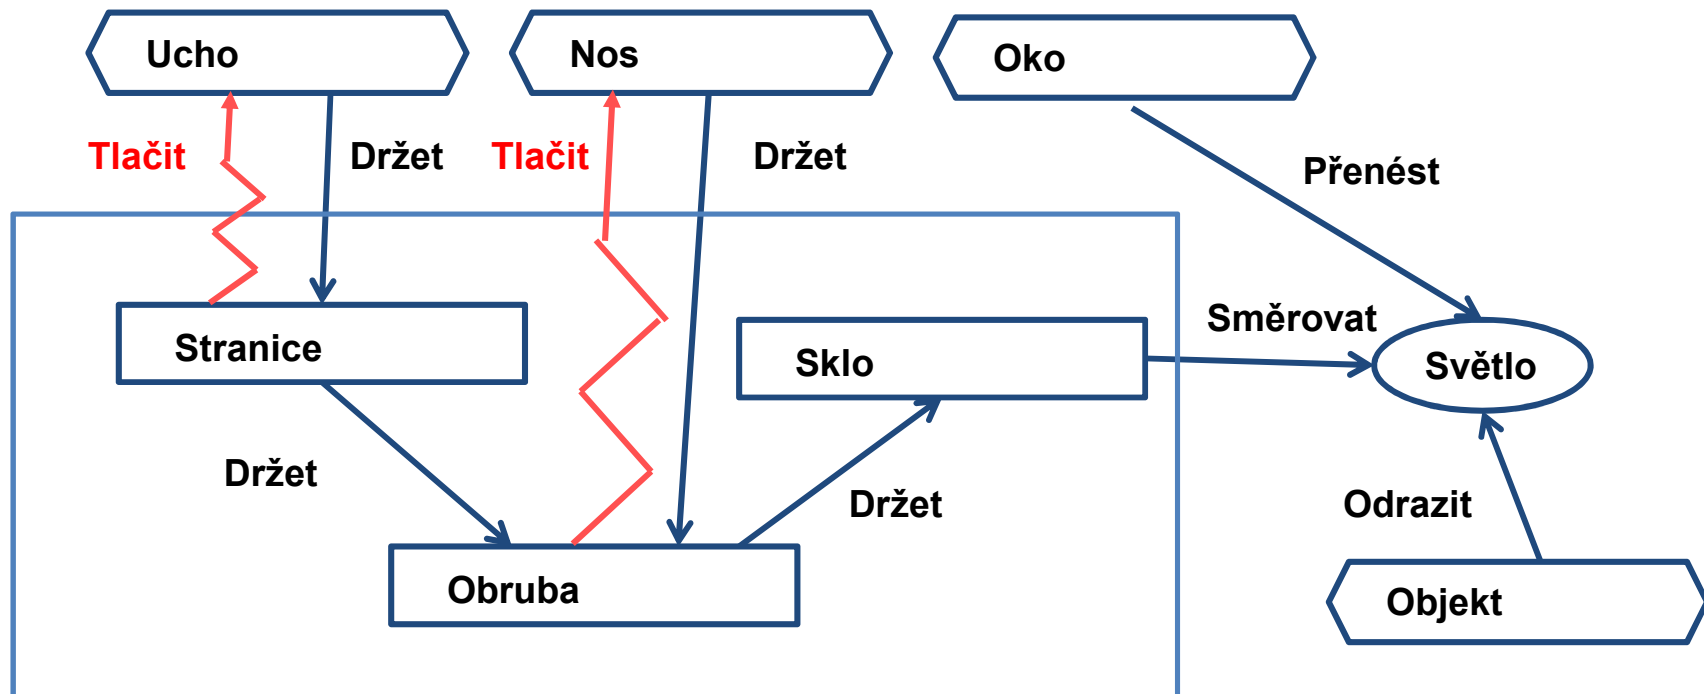 Ucho
Nos
Oko
Tlačit
Držet
Tlačit
Držet
Přenést
Směrovat
Stranice
Sklo
Světlo
Držet
Držet
Odrazit
Obruba
Objekt